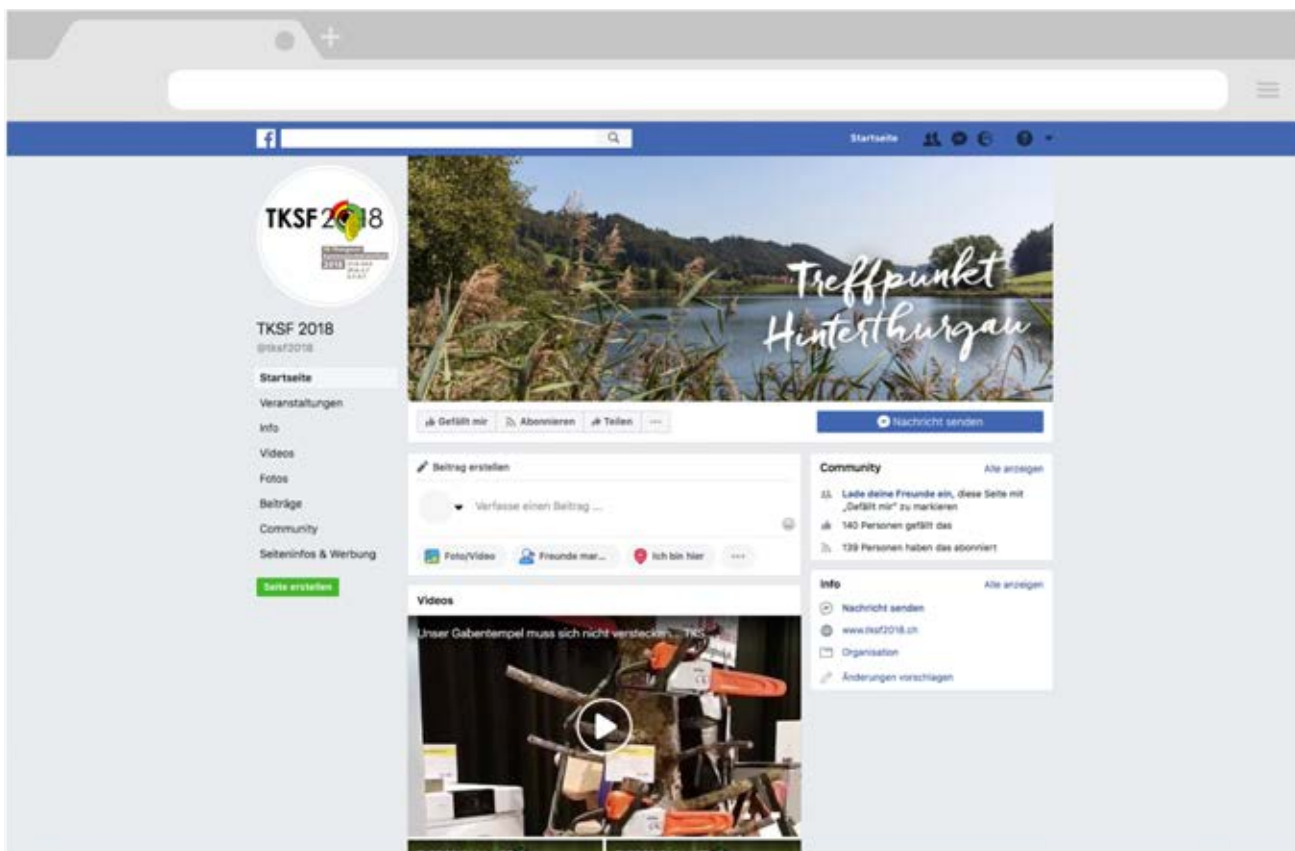 Startseite
TKSF 2018
2018
TKSF 2018
@tksf2018
Startseite
Veranstaltungen
Info
Videos
Fotos
Beiträge
Community
Seiteninfos & Werbung
Seite erstellen
Treffpunkt
Hinterthurgau
Gefällt mir Abonnieren Teilen ...
Nachricht senden
Beitrag erstellen
Verfasse einen Beitrag ...
Foto/Video Freunde mar... Ich bin hier ...
Videos
Unser Gabentempel muss sich nicht verstecken... TKS...
Community Alle anzeigen
Lade deine Freunde ein, diese Seite mit
„Gefällt mir“ zu markieren
140 Personen gefällt das
139 Personen haben das abonniert
Info Alle anzeigen
Nachricht senden
www.tksf2018.ch
Organisation
Änderungen vorschlagen